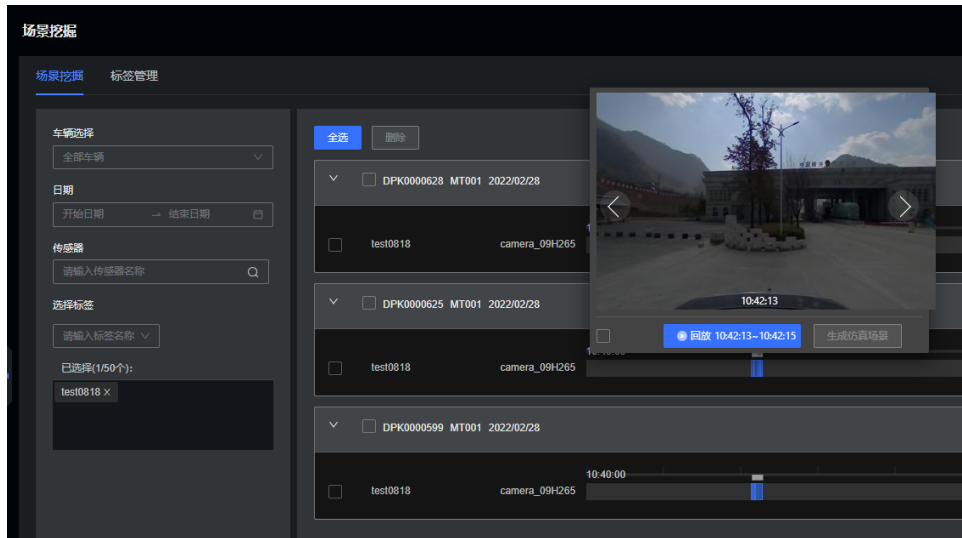 场景挖掘
场景挖掘 标签管理
车辆选择
全部车辆
日期
开始日期 → 结束日期
传感器
请输入传感器名称
选择标签
请输入标签名称
已选择(1/50个):
test0818 ×
全选 删除
DPK0000628 MT001 2022/02/28
test0818 camera_09H265
10:42:13
回放 10:42:13~10:42:15 生成仿真场景
DPK0000625 MT001 2022/02/28
test0818 camera_09H265
DPK0000599 MT001 2022/02/28
10:40:00
test0818 camera_09H265